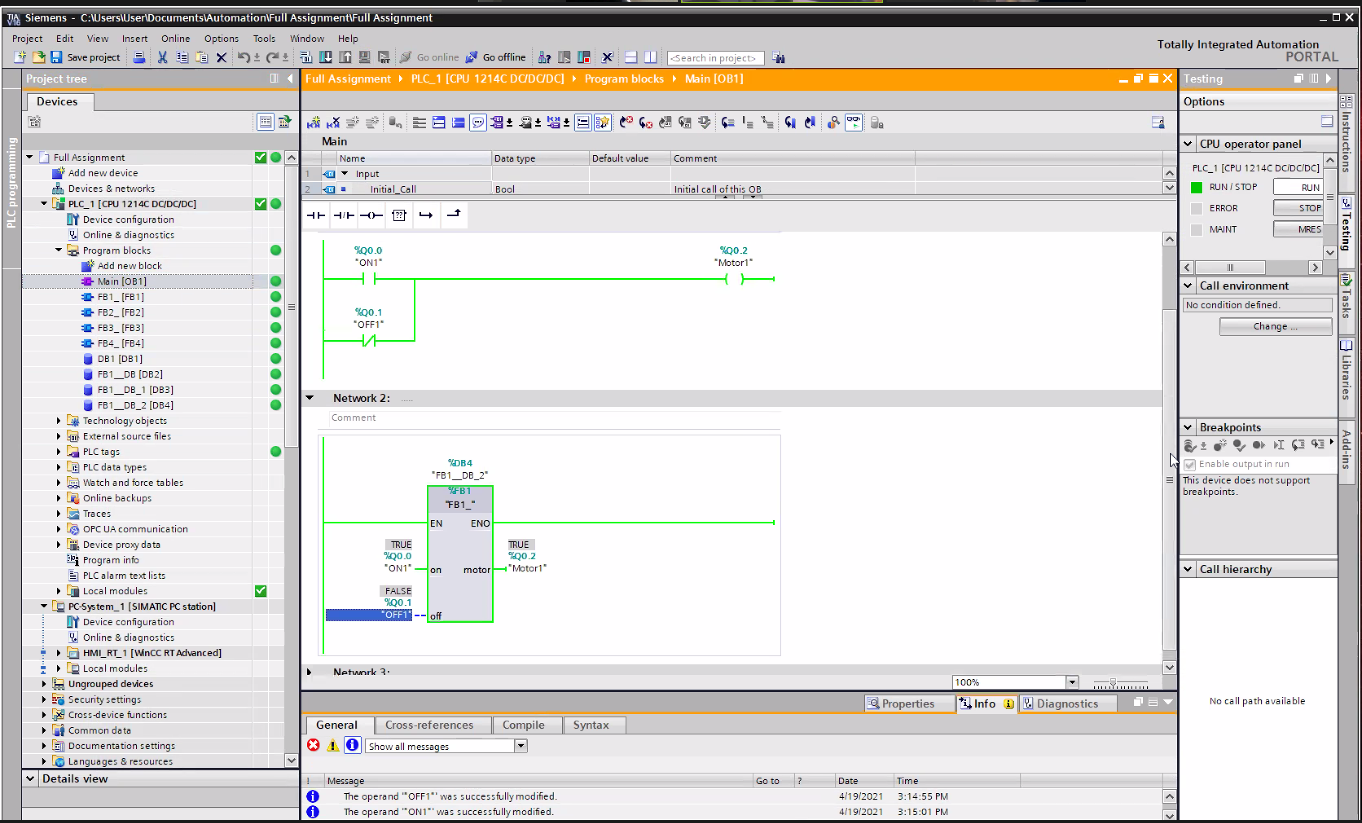 Siemens - C:\Users\User\Documents\Automation\Full Assignment\Full Assignment
Project Edit View Insert Online Options Tools Window Help
Totally Integrated Automation
PORTAL
Save project
Go online
Go offline
<Search in project>
Project tree
Full Assignment PLC_1 [CPU 1214C DC/DC/DC] Program blocks Main [OB1]
Testing
Devices
Options
PLC programming
Full Assignment
Add new device
Devices & networks
PLC_1 [CPU 1214C DC/DC/DC]
Device configuration
Online & diagnostics
Program blocks
Add new block
Main [OB1]
FB1_ [FB1]
FB2_ [FB2]
FB3_ [FB3]
FB4_ [FB4]
DB1 [DB1]
FB1__DB [DB2]
FB1__DB_1 [DB3]
FB1__DB_2 [DB4]
Technology objects
External source files
PLC tags
PLC data types
Watch and force tables
Online backups
Traces
OPC UA communication
Device proxy data
Program info
PLC alarm text lists
Local modules
PC-System_1 [SIMATIC PC station]
Device configuration
Online & diagnostics
HMI_RT_1 [WinCC RT Advanced]
Local modules
Ungrouped devices
Security settings
Cross-device functions
Common data
Documentation settings
Languages & resources
Details view
Main
Name Data type Default value Comment
1 Input
2 Initial_Call Bool Initial call of this OB
%Q0.0
"ON1"
%Q0.2
"Motor1"
%Q0.1
"OFF1"
Network 2: .....
Comment
%DB4
"FB1__DB_2"
%FB1
"FB1_"
EN ENO
TRUE
%Q0.0
"ON1" on
motor
TRUE
%Q0.2
"Motor1"
FALSE
%Q0.1
"OFF1" off
Network 3:
100%
Properties Info Diagnostics
General Cross-references Compile Syntax
Show all messages
! Message Go to ? Date Time
The operand '"OFF1"' was successfully modified. 4/19/2021 3:14:55 PM
The operand '"ON1"' was successfully modified. 4/19/2021 3:15:01 PM
CPU operator panel
PLC_1 [CPU 1214C DC/DC/DC]
RUN / STOP RUN
ERROR STOP
MAINT MRES
Call environment
No condition defined.
Change ...
Breakpoints
Enable output in run
This device does not support
breakpoints.
Call hierarchy
No call path available
Instructions
Testing
Tasks
Libraries
Add-ins